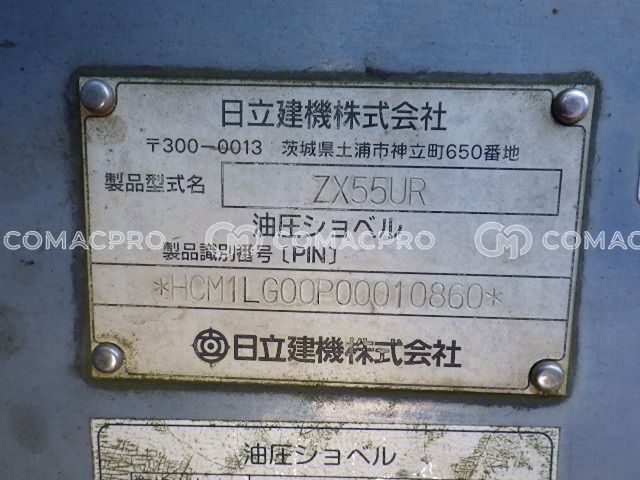 日立建機株式会社
〒300-0013 茨城県土浦市神立町650番地
製品型式名 ZX55UR
油圧ショベル
製品識別番号〔PIN〕
COMACPRO COMACPRO COMAC
*HCM1LG00P00010860*
日立建機株式会社
油圧ショベル